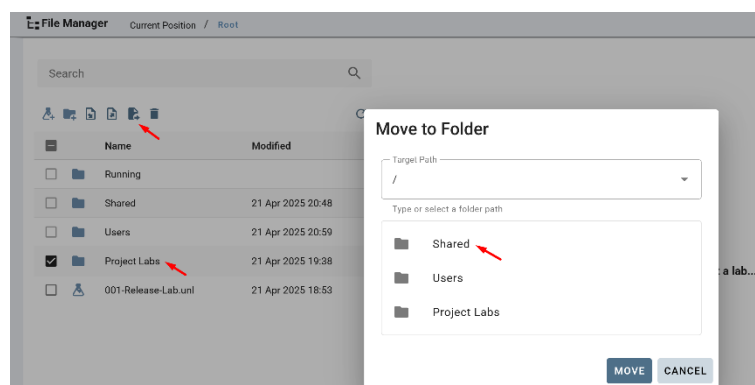 File Manager Current Position / Root
Search
Name Modified
Running
Shared 21 Apr 2025 20:48
Users 21 Apr 2025 20:59
Project Labs 21 Apr 2025 19:38
001-Release-Lab.unl 21 Apr 2025 18:53
Move to Folder
Target Path
/
Type or select a folder path
Shared
Users
Project Labs
MOVE CANCEL
a lab...